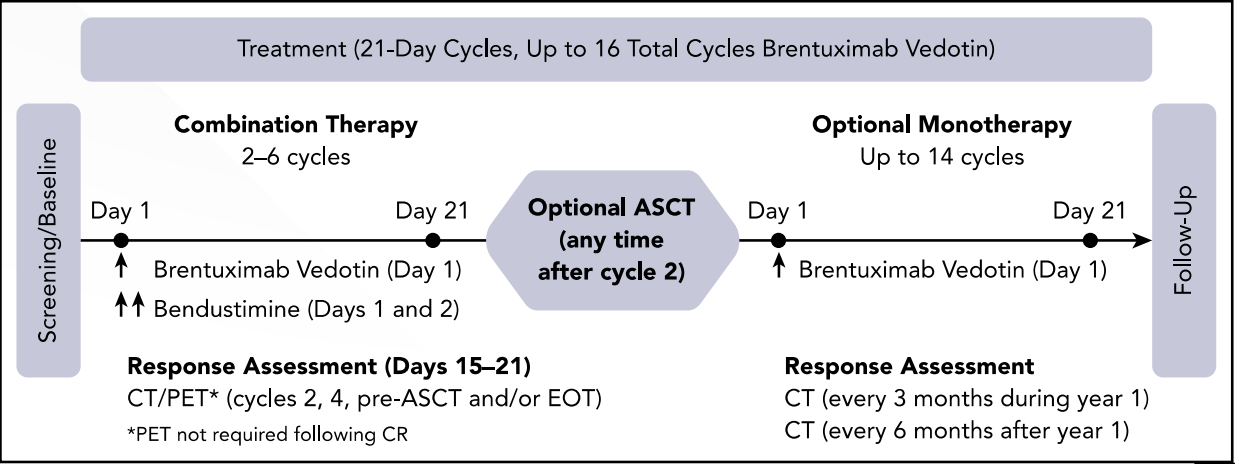 Treatment (21-Day Cycles, Up to 16 Total Cycles Brentuximab Vedotin)
Screening/Baseline
Combination Therapy
2–6 cycles
Day 1
Day 21
Brentuximab Vedotin (Day 1)
Bendustimine (Days 1 and 2)
Response Assessment (Days 15–21)
CT/PET* (cycles 2, 4, pre-ASCT and/or EOT)
*PET not required following CR
Optional ASCT
(any time
after cycle 2)
Optional Monotherapy
Up to 14 cycles
Day 1
Day 21
Brentuximab Vedotin (Day 1)
Response Assessment
CT (every 3 months during year 1)
CT (every 6 months after year 1)
Follow-Up